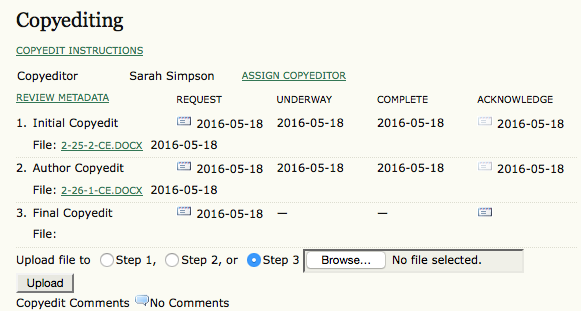 Copyediting
COPYEDIT INSTRUCTIONS
Copyeditor Sarah Simpson ASSIGN COPYEDITOR
REVIEW METADATA REQUEST UNDERWAY COMPLETE ACKNOWLEDGE
1. Initial Copyedit 2016-05-18 2016-05-18 2016-05-18 2016-05-18
File: 2-25-2-CE.DOCX 2016-05-18
2. Author Copyedit 2016-05-18 2016-05-18 2016-05-18 2016-05-18
File: 2-26-1-CE.DOCX 2016-05-18
3. Final Copyedit 2016-05-18 — —
File:
Upload file to Step 1, Step 2, or Step 3 Browse... No file selected.
Upload
Copyedit Comments No Comments